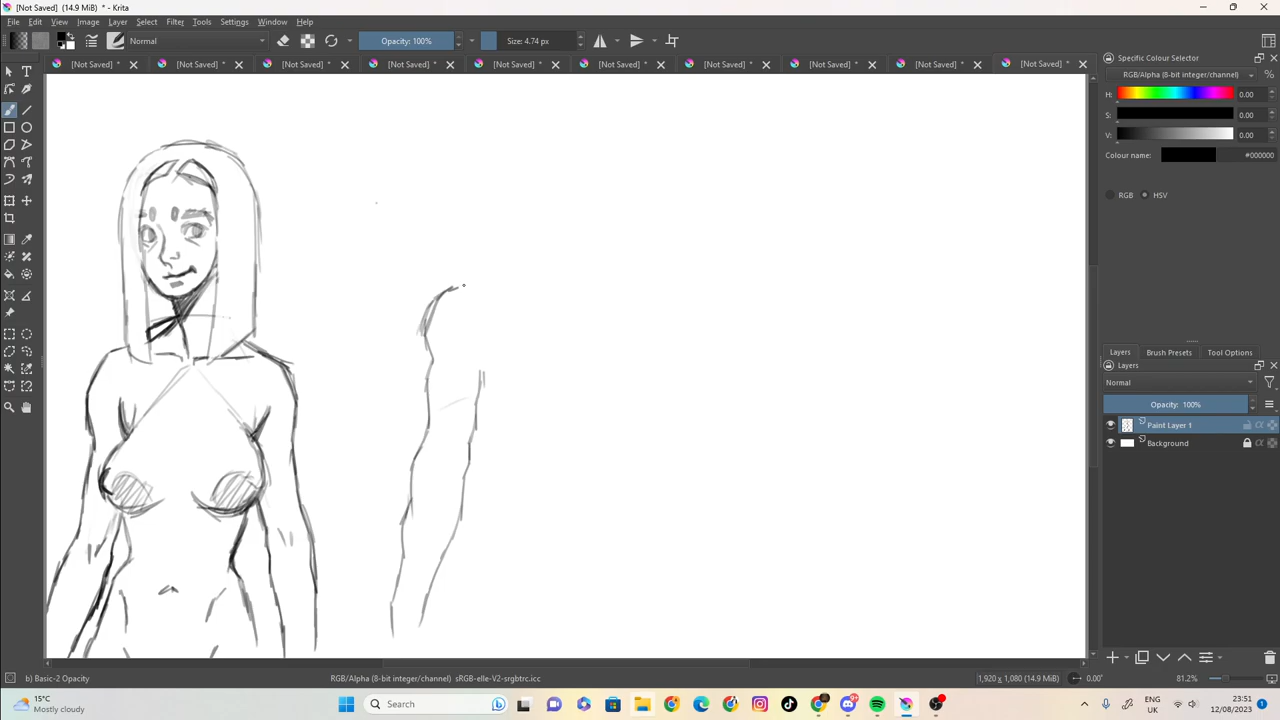 [Not Saved] (14.9 MiB) * - Krita
File Edit View Image Layer Select Filter Tools Settings Window Help
Normal Opacity: 100% Size: 4.74 px
[Not Saved] * [Not Saved] * [Not Saved] * [Not Saved] * [Not Saved] * [Not Saved] * [Not Saved] * [Not Saved] * [Not Saved] * [Not Saved] *
Specific Colour Selector
RGB/Alpha (8-bit integer/channel) %
H: 0.00
S: 0.00
V: 0.00
Colour name: #000000
RGB HSV
Layers Brush Presets Tool Options
Layers
Normal
Opacity: 100%
Paint Layer 1
Background
b) Basic-2 Opacity RGB/Alpha (8-bit integer/channel) sRGB-elle-V2-srgbtrc.icc 1,920 x 1,080 (14.9 MiB) 0.00° 81.2%
15°C
Mostly cloudy
Search
ENG
UK
23:51
12/08/2023